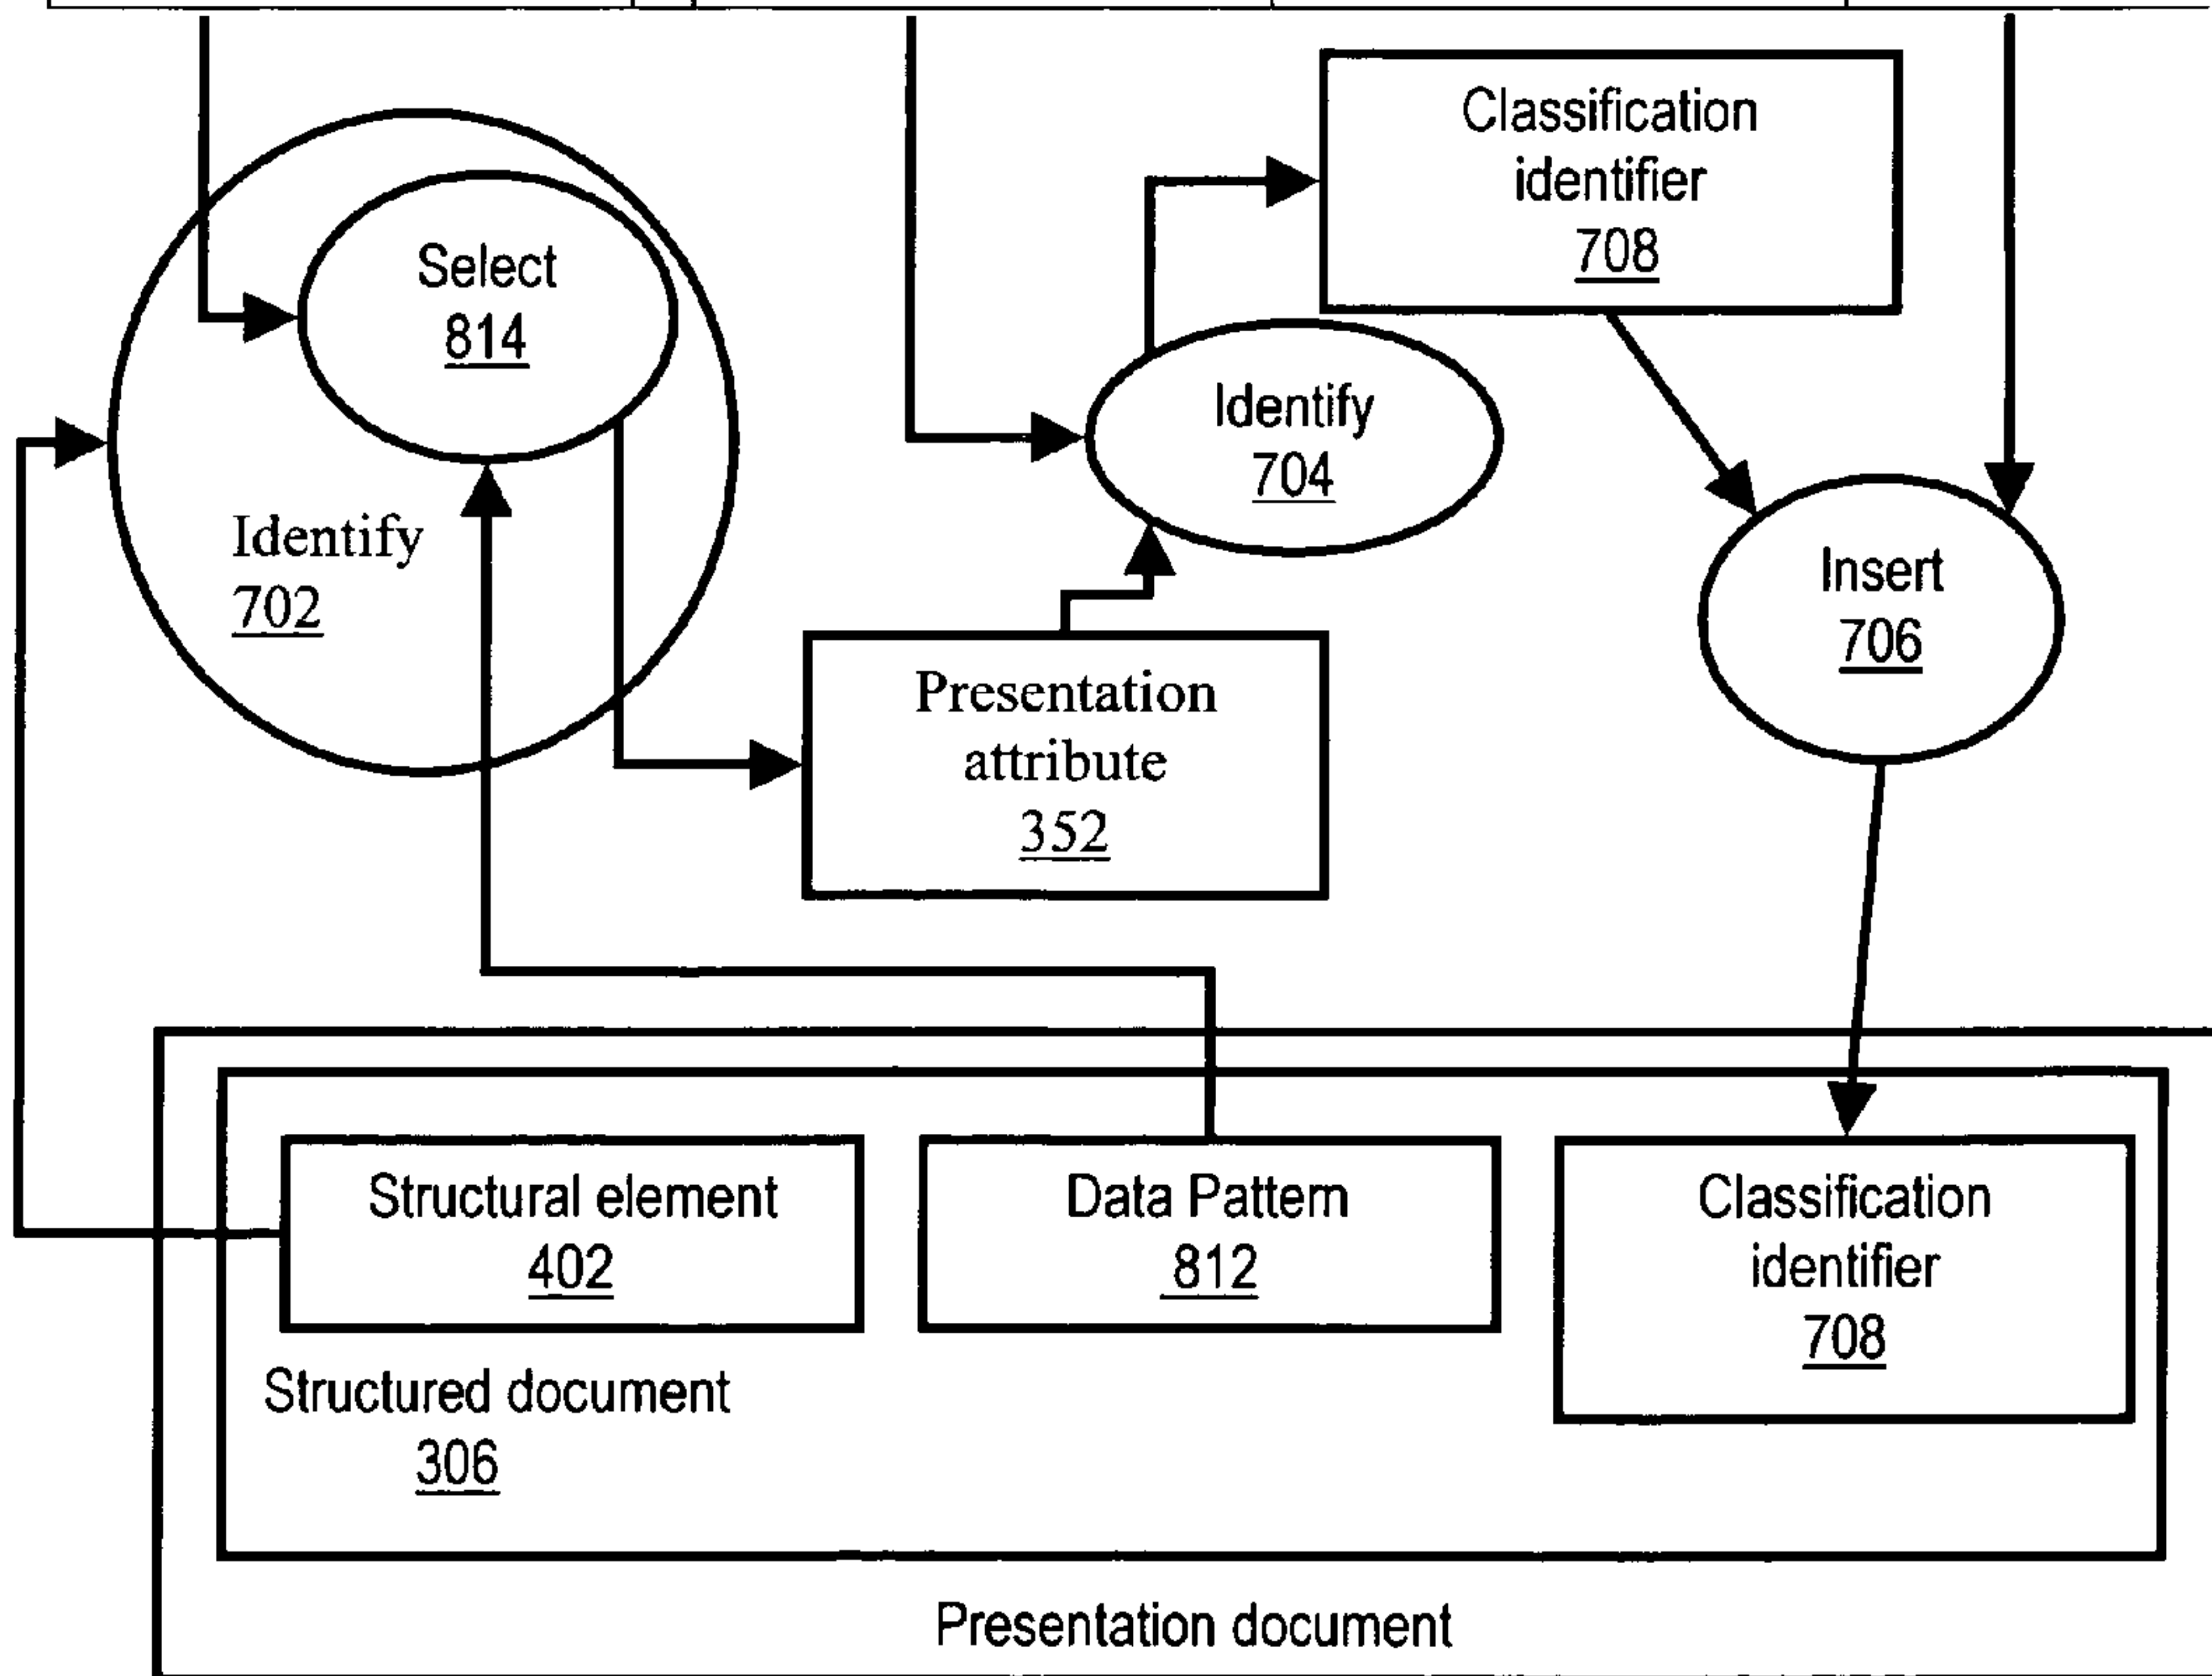 Classification
identifier
708
Select
814
Identify
704
Identify
702
Insert
706
Presentation
attribute
352
Structural element
402
Data Pattern
812
Classification
identifier
708
Structured document
306
Presentation document